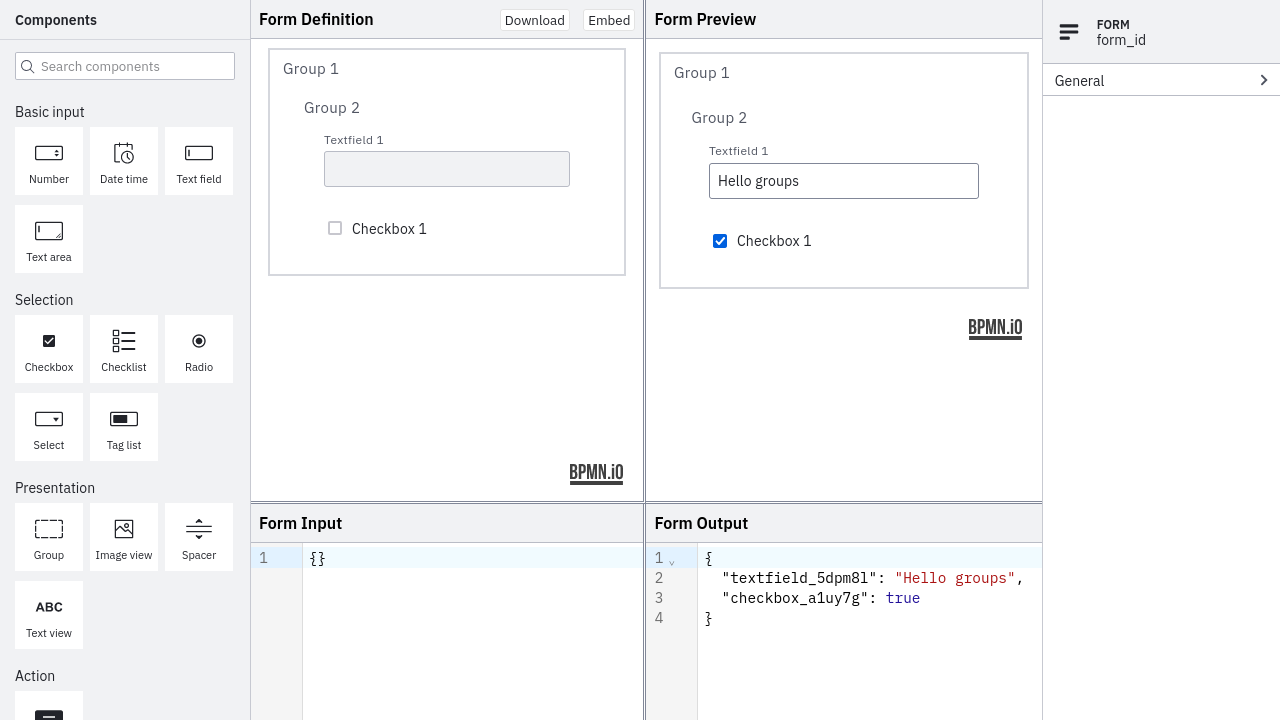 Components
Search components
Basic input
Number
Date time
Text field
Text area
Selection
Checkbox
Checklist
Radio
Select
Tag list
Presentation
Group
Image view
Spacer
ABC
Text view
Action
Form Definition
Download
Embed
Group 1
Group 2
Textfield 1
Checkbox 1
BPMN.iO
Form Preview
Group 1
Group 2
Textfield 1
Hello groups
Checkbox 1
BPMN.iO
Form Input
1 {}
Form Output
1 {
2 "textfield_5dpm8l": "Hello groups",
3 "checkbox_a1uy7g": true
4 }
FORM
form_id
General